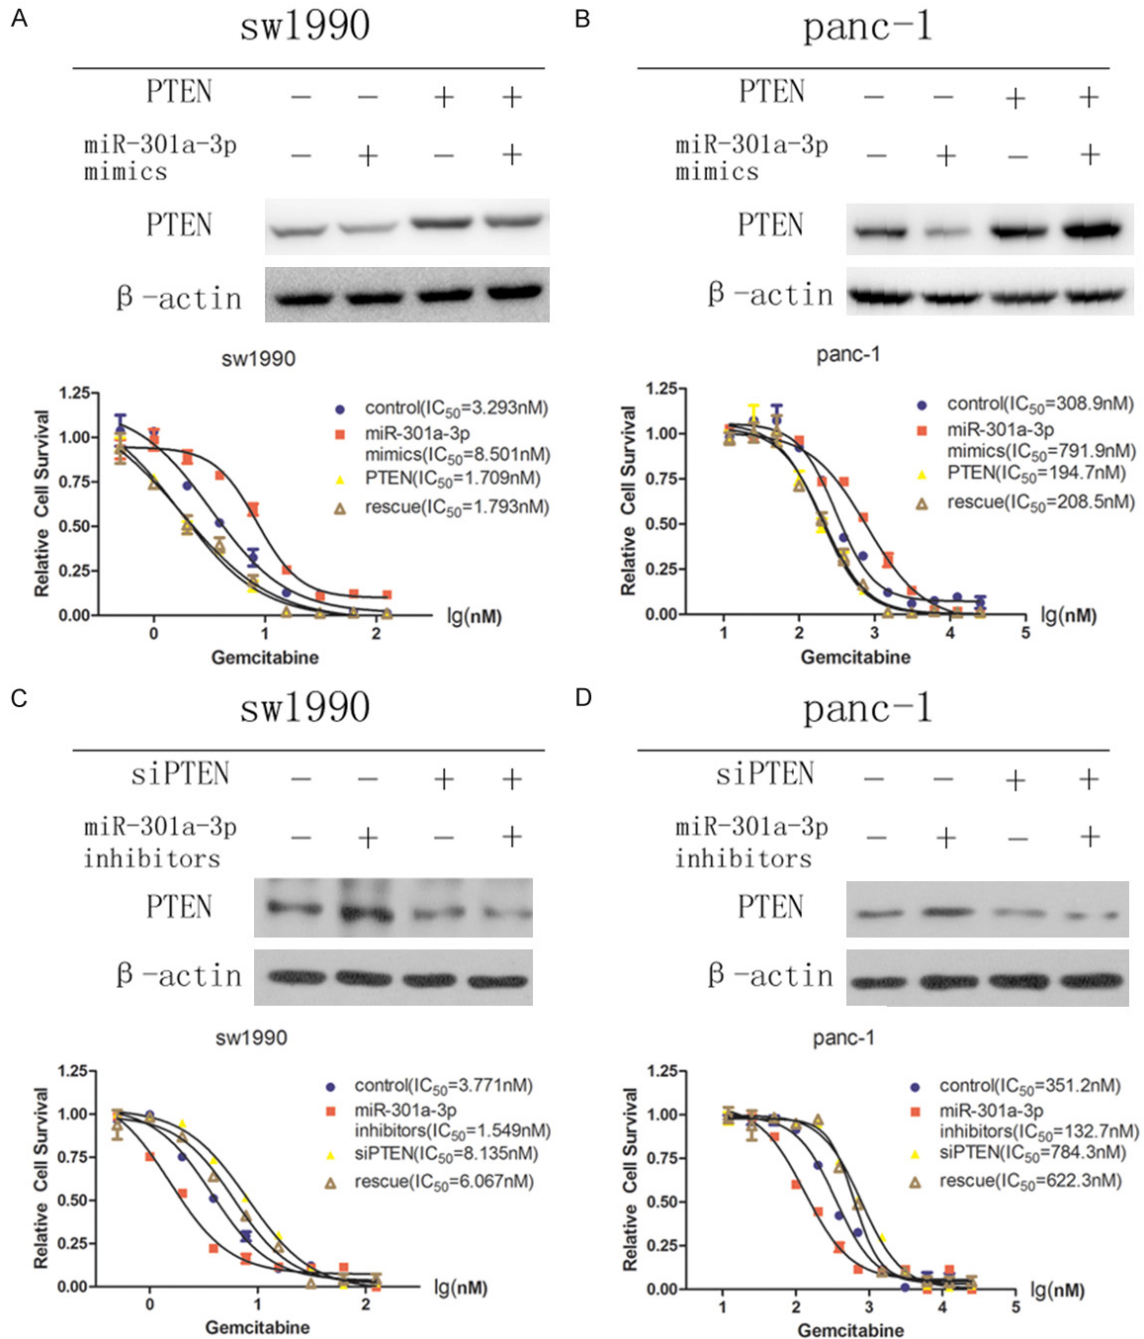 A
sw1990
PTEN − − + +
miR-301a-3p
mimics
− + − +
PTEN
β-actin
sw1990
Relative Cell Survival
1.25
1.00
0.75
0.50
0.25
0.00
0 1 2
lg(nM)
Gemcitabine
control(IC50=3.293nM)
miR-301a-3p
mimics(IC50=8.501nM)
PTEN(IC50=1.709nM)
rescue(IC50=1.793nM)
B
panc-1
PTEN − − + +
miR-301a-3p
mimics
− + − +
PTEN
β-actin
panc-1
Relative Cell Survival
1.25
1.00
0.75
0.50
0.25
0.00
1 2 3 4 5
lg(nM)
Gemcitabine
control(IC50=308.9nM)
miR-301a-3p
mimics(IC50=791.9nM)
PTEN(IC50=194.7nM)
rescue(IC50=208.5nM)
C
sw1990
siPTEN − − + +
miR-301a-3p
inhibitors
− + − +
PTEN
β-actin
sw1990
Relative Cell Survival
1.25
1.00
0.75
0.50
0.25
0.00
0 1 2
lg(nM)
Gemcitabine
control(IC50=3.771nM)
miR-301a-3p
inhibitors(IC50=1.549nM)
siPTEN(IC50=8.135nM)
rescue(IC50=6.067nM)
D
panc-1
siPTEN − − + +
miR-301a-3p
inhibitors
− + − +
PTEN
β-actin
panc-1
Relative Cell Survival
1.25
1.00
0.75
0.50
0.25
0.00
1 2 3 4 5
lg(nM)
Gemcitabine
control(IC50=351.2nM)
miR-301a-3p
inhibitors(IC50=132.7nM)
siPTEN(IC50=784.3nM)
rescue(IC50=622.3nM)